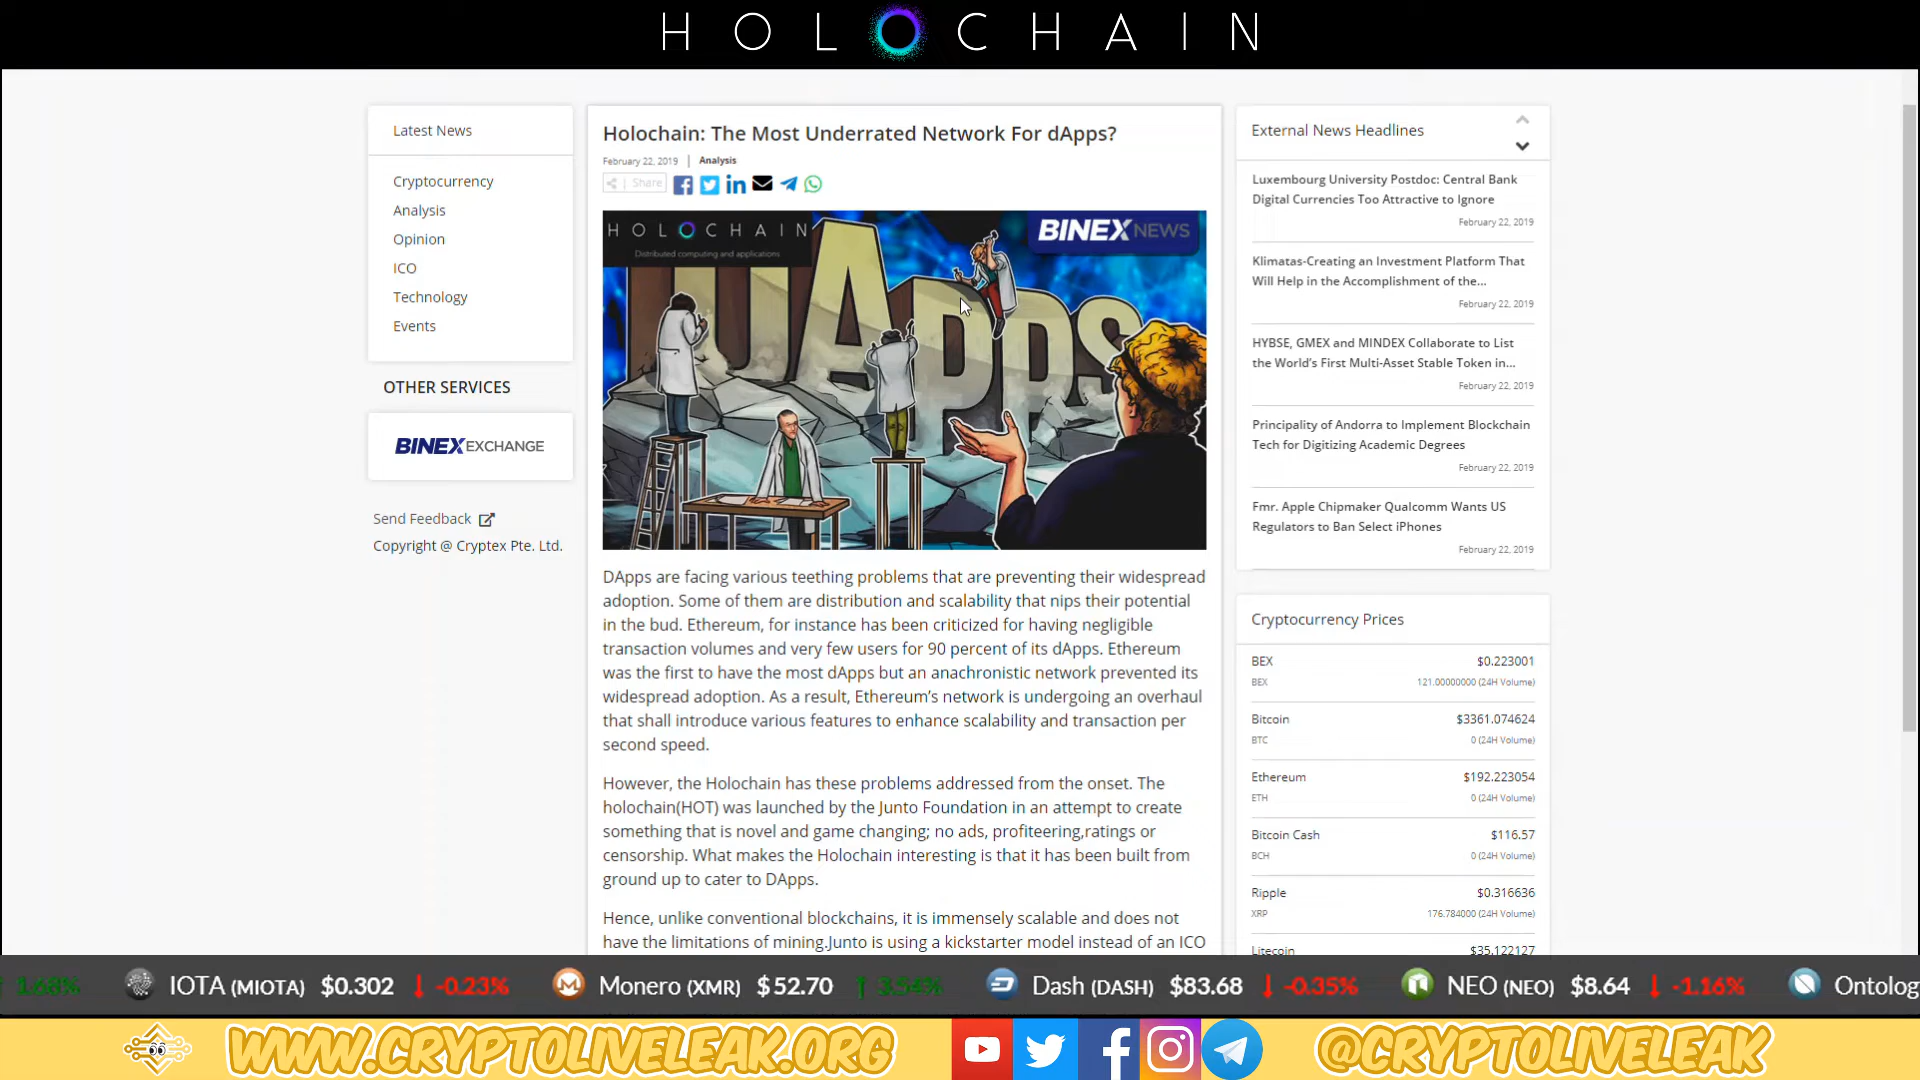 HOLOCHAIN
Latest News
Cryptocurrency
Analysis
Opinion
ICO
Technology
Events
OTHER SERVICES
BINEX EXCHANGE
Send Feedback
Copyright @ Cryptex Pte. Ltd.
Holochain: The Most Underrated Network For dApps?
February 22, 2019 | Analysis
Share
HOLOCHAIN
Distributed computing and applications
BINEX NEWS
DApps
DApps are facing various teething problems that are preventing their widespread
adoption. Some of them are distribution and scalability that nips their potential
in the bud. Ethereum, for instance has been criticized for having negligible
transaction volumes and very few users for 90 percent of its dApps. Ethereum
was the first to have the most dApps but an anachronistic network prevented its
widespread adoption. As a result, Ethereum's network is undergoing an overhaul
that shall introduce various features to enhance scalability and transaction per
second speed.
However, the Holochain has these problems addressed from the onset. The
holochain(HOT) was launched by the Junto Foundation in an attempt to create
something that is novel and game changing; no ads, profiteering,ratings or
censorship. What makes the Holochain interesting is that it has been built from
ground up to cater to DApps.
Hence, unlike conventional blockchains, it is immensely scalable and does not
have the limitations of mining.Junto is using a kickstarter model instead of an ICO
External News Headlines
Luxembourg University Postdoc: Central Bank
Digital Currencies Too Attractive to Ignore
February 22, 2019
Klimatas-Creating an Investment Platform That
Will Help in the Accomplishment of the...
February 22, 2019
HYBSE, GMEX and MINDEX Collaborate to List
the World's First Multi-Asset Stable Token in...
February 22, 2019
Principality of Andorra to Implement Blockchain
Tech for Digitizing Academic Degrees
February 22, 2019
Fmr. Apple Chipmaker Qualcomm Wants US
Regulators to Ban Select iPhones
February 22, 2019
Cryptocurrency Prices
BEX $0.223001
BEX 121.00000000 (24H Volume)
Bitcoin $3361.074624
BTC 0 (24H Volume)
Ethereum $192.223054
ETH 0 (24H Volume)
Bitcoin Cash $116.57
BCH 0 (24H Volume)
Ripple $0.316636
XRP 176.784000 (24H Volume)
Litecoin $35.122127
1.68% IOTA (MIOTA) $0.302 -0.23% Monero (XMR) $52.70 3.94% Dash (DASH) $83.68 -0.35% NEO (NEO) $8.64 -1.16% Ontolog
WWW.CRYPTOLIVELEAK.ORG @CRYPTOLIVELEAK